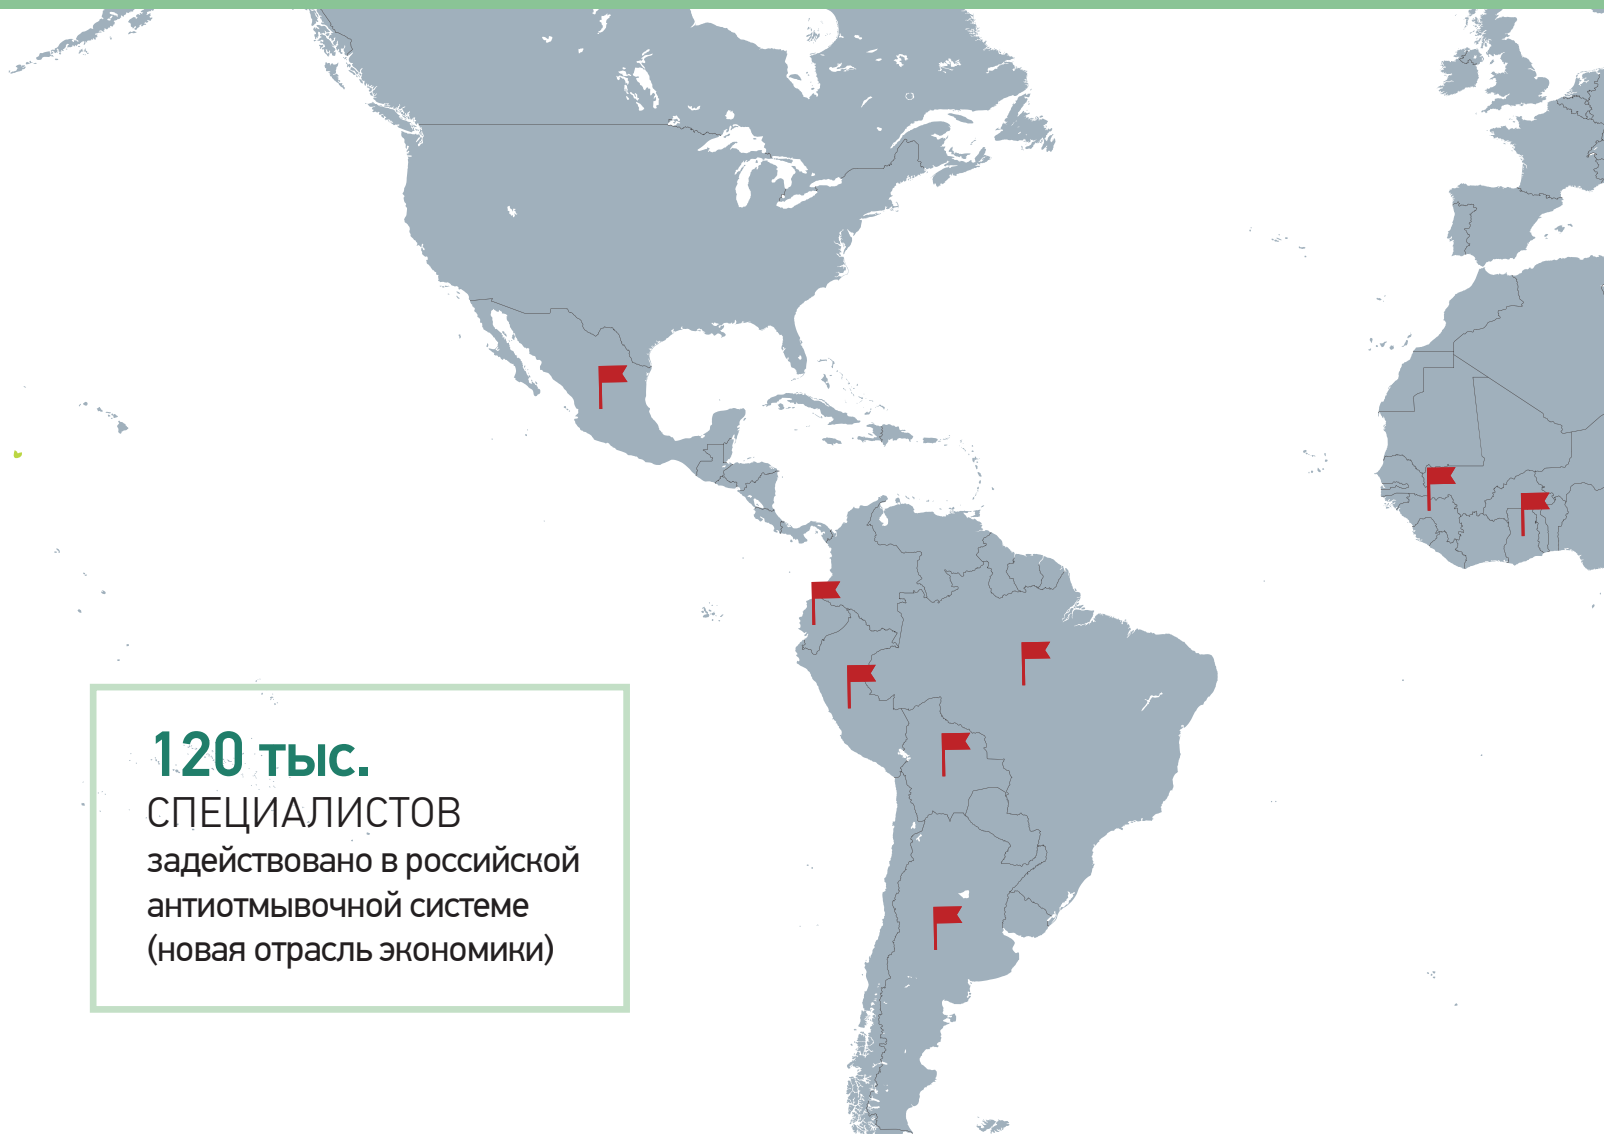 120 тыс.
СПЕЦИАЛИСТОВ
задействовано в российской
антиотмывочной системе
(новая отрасль экономики)